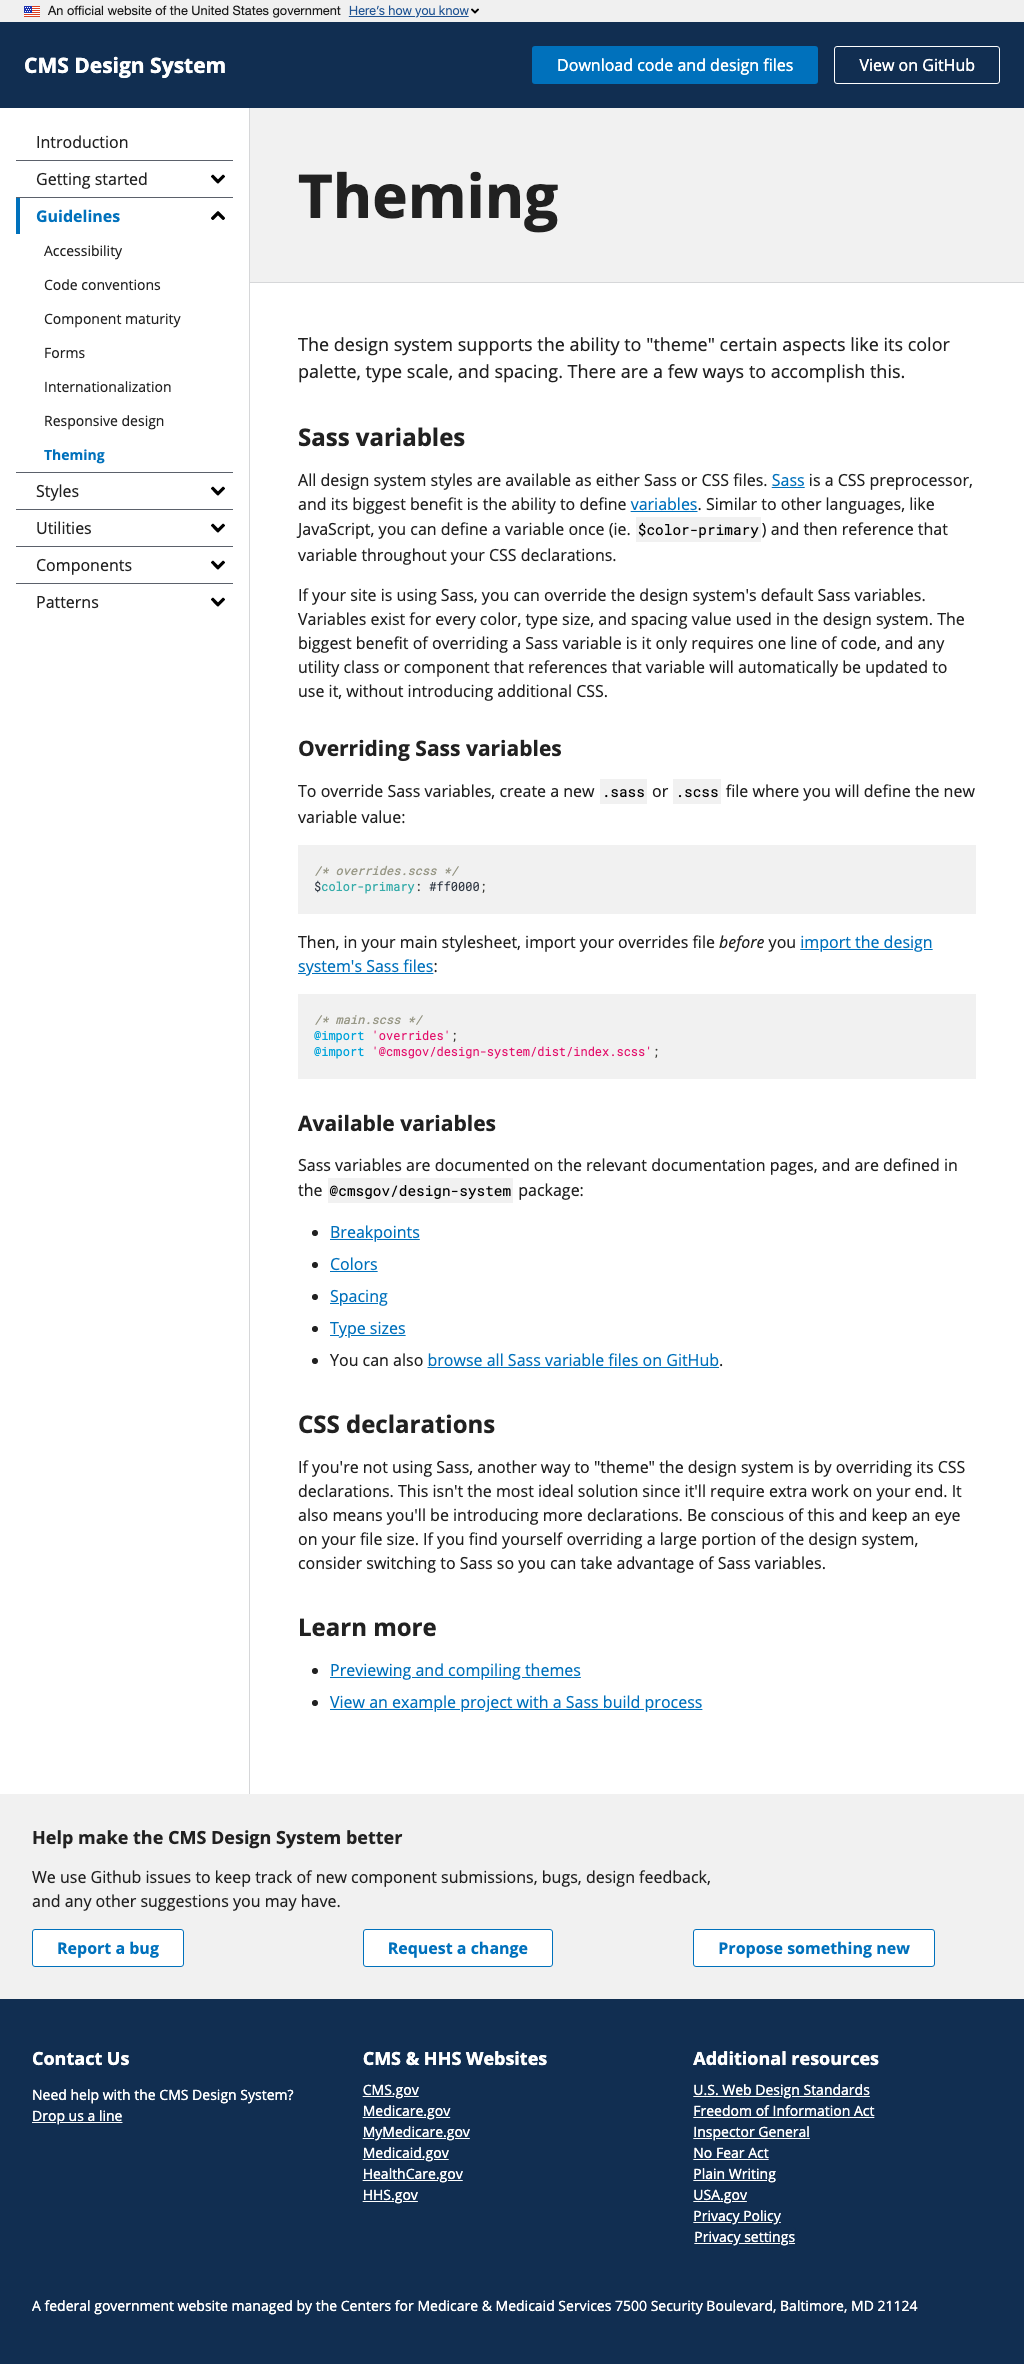 An official website of the United States government Here's how you know
CMS Design System
Download code and design files
View on GitHub
Introduction
Getting started
Guidelines
Accessibility
Code conventions
Component maturity
Forms
Internationalization
Responsive design
Theming
Styles
Utilities
Components
Patterns
Theming
The design system supports the ability to "theme" certain aspects like its color
palette, type scale, and spacing. There are a few ways to accomplish this.
Sass variables
All design system styles are available as either Sass or CSS files. Sass is a CSS preprocessor,
and its biggest benefit is the ability to define variables. Similar to other languages, like
JavaScript, you can define a variable once (ie. $color-primary) and then reference that
variable throughout your CSS declarations.
If your site is using Sass, you can override the design system's default Sass variables.
Variables exist for every color, type size, and spacing value used in the design system. The
biggest benefit of overriding a Sass variable is it only requires one line of code, and any
utility class or component that references that variable will automatically be updated to
use it, without introducing additional CSS.
Overriding Sass variables
To override Sass variables, create a new .sass or .scss file where you will define the new
variable value:
/* overrides.scss */
$color-primary: #ff0000;
Then, in your main stylesheet, import your overrides file before you import the design
system's Sass files:
/* main.scss */
@import 'overrides';
@import '@cmsgov/design-system/dist/index.scss';
Available variables
Sass variables are documented on the relevant documentation pages, and are defined in
the @cmsgov/design-system package:
• Breakpoints
• Colors
• Spacing
• Type sizes
• You can also browse all Sass variable files on GitHub.
CSS declarations
If you're not using Sass, another way to "theme" the design system is by overriding its CSS
declarations. This isn't the most ideal solution since it'll require extra work on your end. It
also means you'll be introducing more declarations. Be conscious of this and keep an eye
on your file size. If you find yourself overriding a large portion of the design system,
consider switching to Sass so you can take advantage of Sass variables.
Learn more
• Previewing and compiling themes
• View an example project with a Sass build process
Help make the CMS Design System better
We use Github issues to keep track of new component submissions, bugs, design feedback,
and any other suggestions you may have.
Report a bug
Request a change
Propose something new
Contact Us
Need help with the CMS Design System?
Drop us a line
CMS & HHS Websites
CMS.gov
Medicare.gov
MyMedicare.gov
Medicaid.gov
HealthCare.gov
HHS.gov
Additional resources
U.S. Web Design Standards
Freedom of Information Act
Inspector General
No Fear Act
Plain Writing
USA.gov
Privacy Policy
Privacy settings
A federal government website managed by the Centers for Medicare & Medicaid Services 7500 Security Boulevard, Baltimore, MD 21124